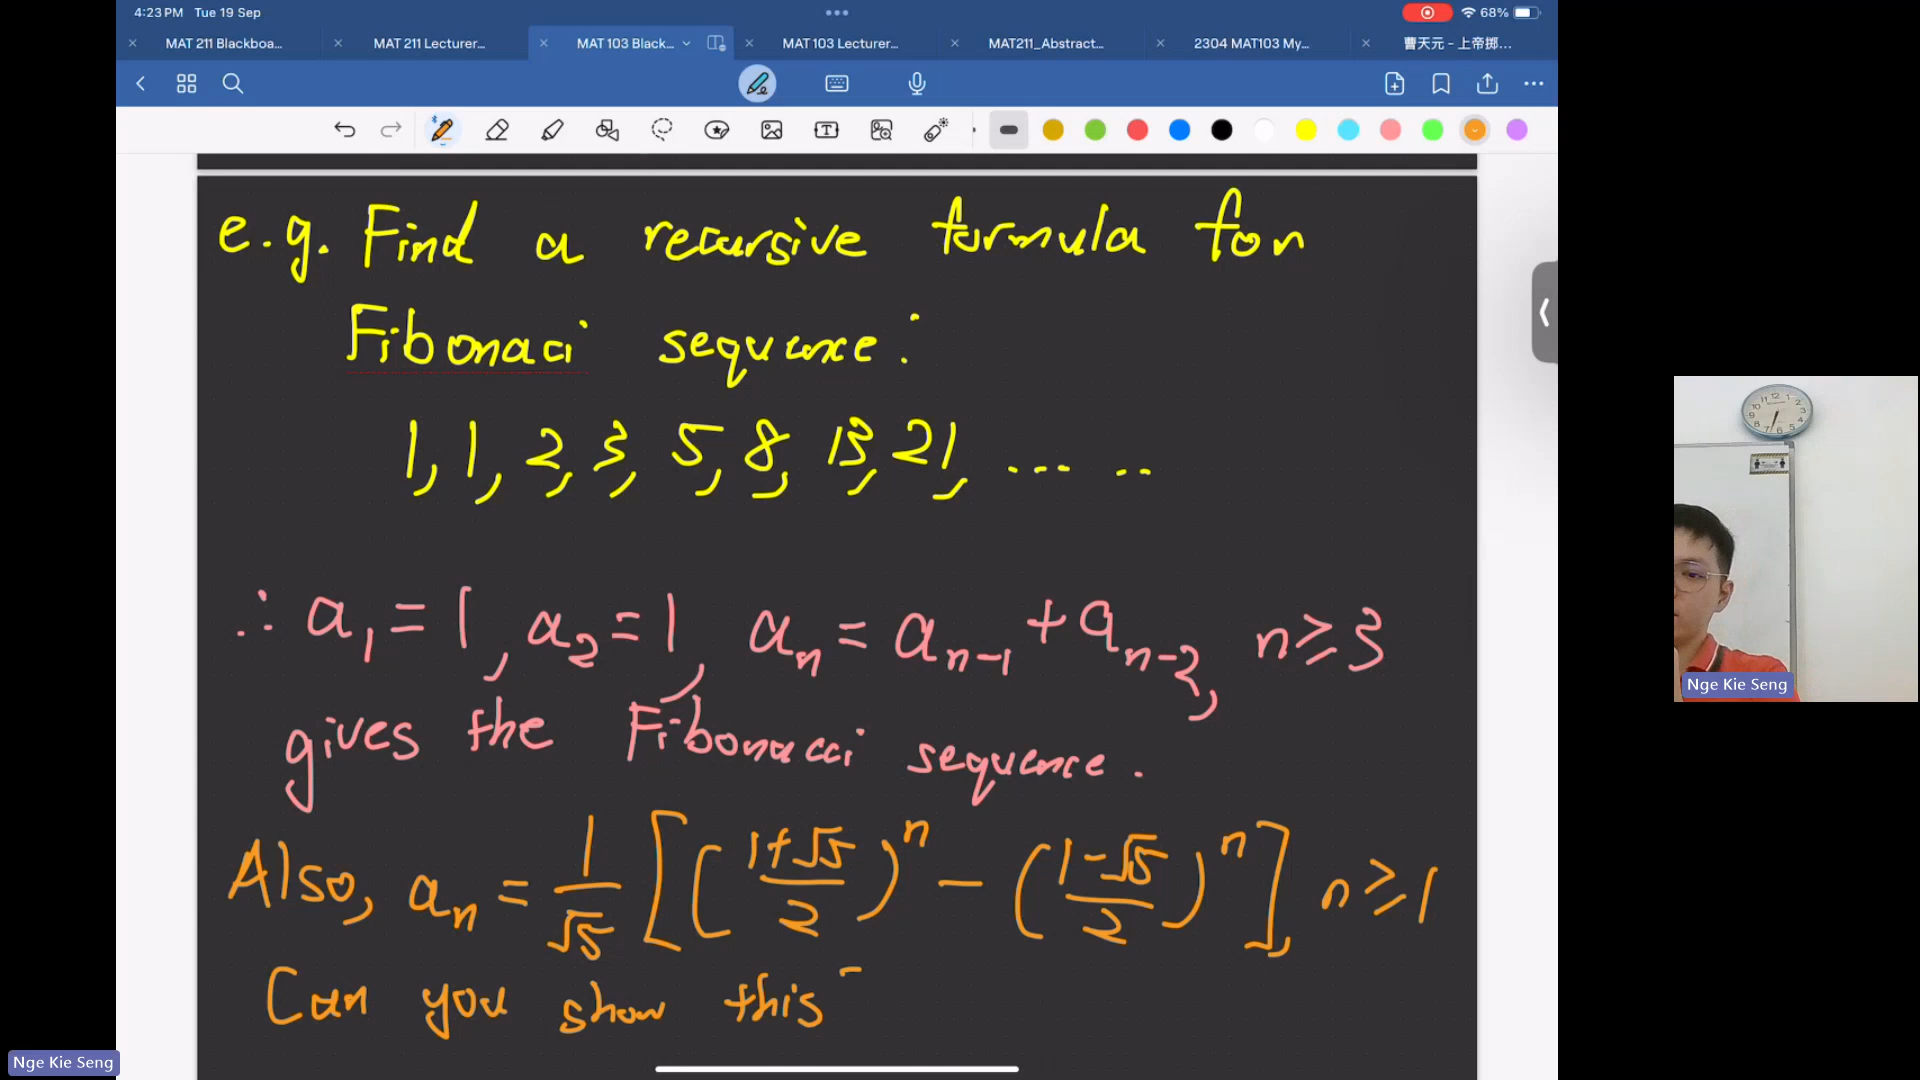 4:23 PM Tue 19 Sep
68%
MAT 211 Blackboa...
MAT 211 Lecturer...
MAT 103 Black...
MAT 103 Lecturer...
MAT211_Abstract...
2304 MAT103 My...
曹天元 - 上帝掷...
e.g. Find a recursive formula for
Fibonaci sequence:
1, 1, 2, 3, 5, 8, 13, 21, ... ..
∴ a₁ = 1, a₂ = 1, aₙ = aₙ₋₁ + aₙ₋₂, n ≥ 3
gives the Fibonacci sequence.
Also, aₙ = 1/√5 [((1+√5)/2)ⁿ − ((1−√5)/2)ⁿ], n ≥ 1
Can you show this
Nge Kie Seng
Nge Kie Seng